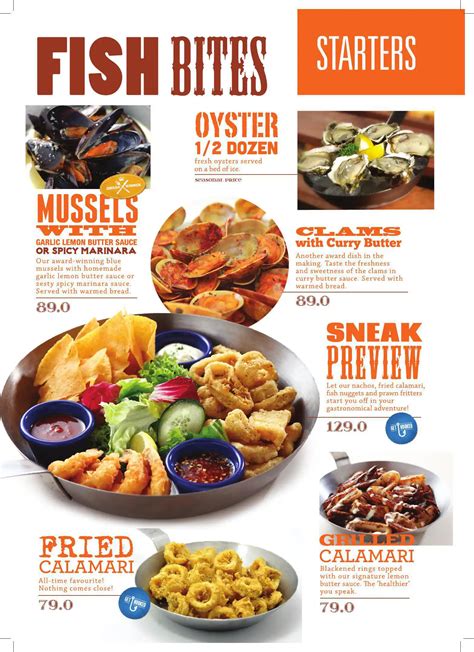 FISH BITES
STARTERS
OYSTER
1/2 DOZEN
fresh oysters served
on a bed of ice.
seasonal price
MUSSELS
WITH
GARLIC LEMON BUTTER SAUCE
OR SPICY MARINARA
Our award-winning blue
mussels with homemade
garlic lemon butter sauce or
zesty spicy marinara sauce.
Served with warmed bread.
89.0
CLAMS
with Curry Butter
Another award dish in the
making. Taste the freshness
and sweetness of the clams in
curry butter sauce. Served with
warmed bread.
89.0
SNEAK
PREVIEW
Let our nachos, fried calamari,
fish nuggets and prawn fritters
start you off in your
gastronomical adventure!
129.0
FRIED
CALAMARI
All-time favourite!
Nothing comes close!
79.0
GRILLED
CALAMARI
Blackened rings topped
with our signature lemon
butter sauce. The "healthier"
you speak.
79.0